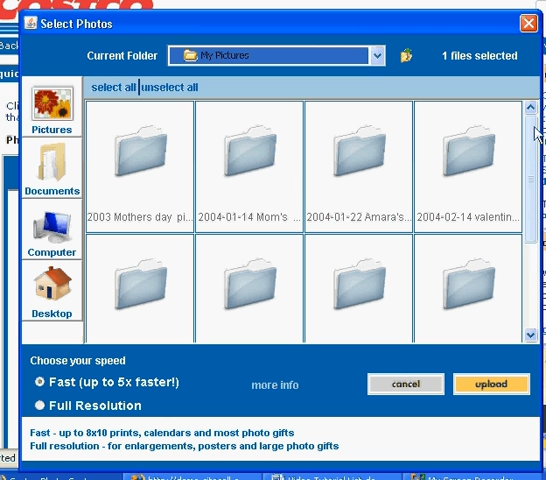 Select Photos
Current Folder My Pictures 1 files selected
select all unselect all
Pictures
Documents
Computer
Desktop
2003 Mothers day pi...
2004-01-14 Mom's ...
2004-01-22 Amara's...
2004-02-14 valentin...
Choose your speed
Fast (up to 5x faster!)
Full Resolution
more info
cancel
upload
Fast - up to 8x10 prints, calendars and most photo gifts
Full resolution - for enlargements, posters and large photo gifts